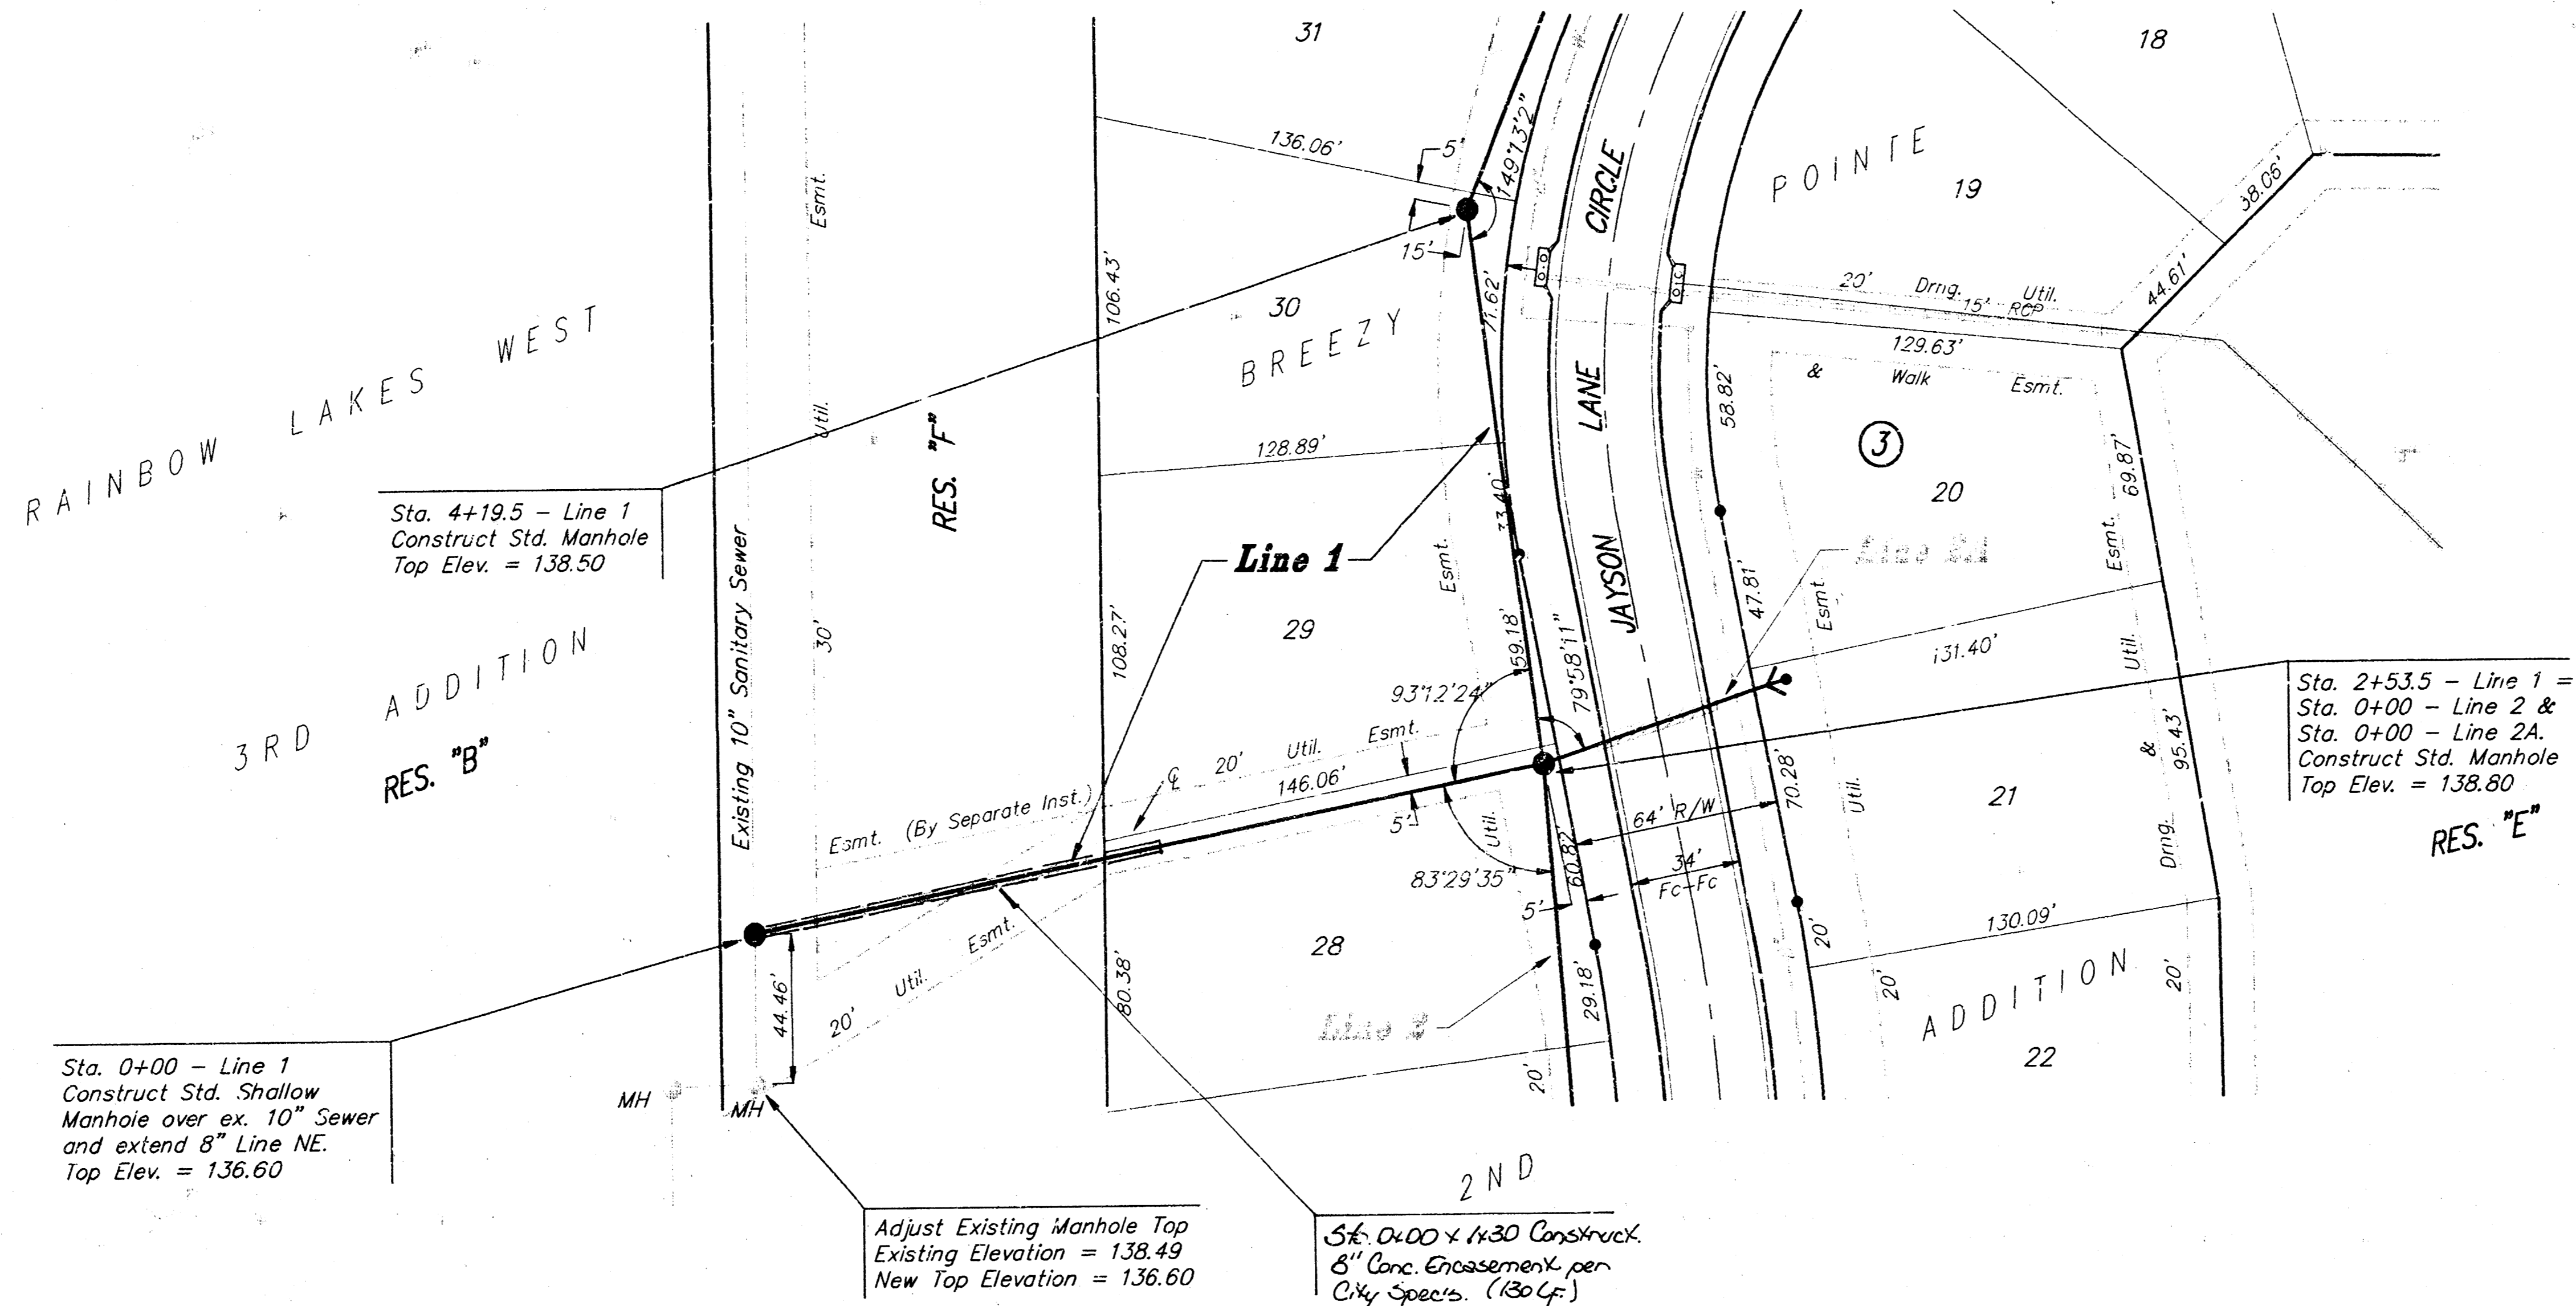 31
18
136.06'
5'
149°13'2"
CIRCLE
POINTE
19
38.06'
Esmt.
15'
106.43'
71.62'
44.61'
20' Drng. Util.
15" RCP
30
RAINBOW LAKES WEST
BREEZY
129.63'
& Walk Esmt.
58.82'
LANE
Util.
RES. "F"
128.89'
3
69.87'
20
33.40'
Sta. 4+19.5 - Line 1
Construct Std. Manhole
Top Elev. = 138.50
Existing 10" Sanitary Sewer
Line 1
Esmt.
JAYSON
Line 2A
47.81'
Esmt.
Esmt.
30'
108.27'
29
59.18'
93°12'24"
79°58'11"
131.40'
Util.
3RD ADDITION
RES. "B"
Sta. 2+53.5 - Line 1 =
Sta. 0+00 - Line 2 &
Sta. 0+00 - Line 2A.
Construct Std. Manhole
Top Elev. = 138.80
20' Util. Esmt.
℄
146.06'
Esmt. (By Separate Inst.)
5'
Util.
64' R/W
70.28'
Util.
21
&
95.43'
Drng.
RES. "E"
83°29'35"
60.82'
34'
Fc-Fc
5'
28
130.09'
20'
44.46'
20' Util. Esmt.
80.38'
29.18'
20'
20'
ADDITION
Line 2
22
20'
MH
MH
Sta. 0+00 - Line 1
Construct Std. Shallow
Manhole over ex. 10" Sewer
and extend 8" Line NE.
Top Elev. = 136.60
2ND
Adjust Existing Manhole Top
Existing Elevation = 138.49
New Top Elevation = 136.60
Sta. 0+00 x 1+30 Construct.
8" Conc. Encasement per
City Spec's. (130 L.F.)